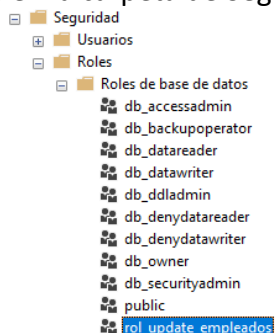 Seguridad
Usuarios
Roles
Roles de base de datos
db_accessadmin
db_backupoperator
db_datareader
db_datawriter
db_ddladmin
db_denydatareader
db_denydatawriter
db_owner
db_securityadmin
public
rol_update_empleados